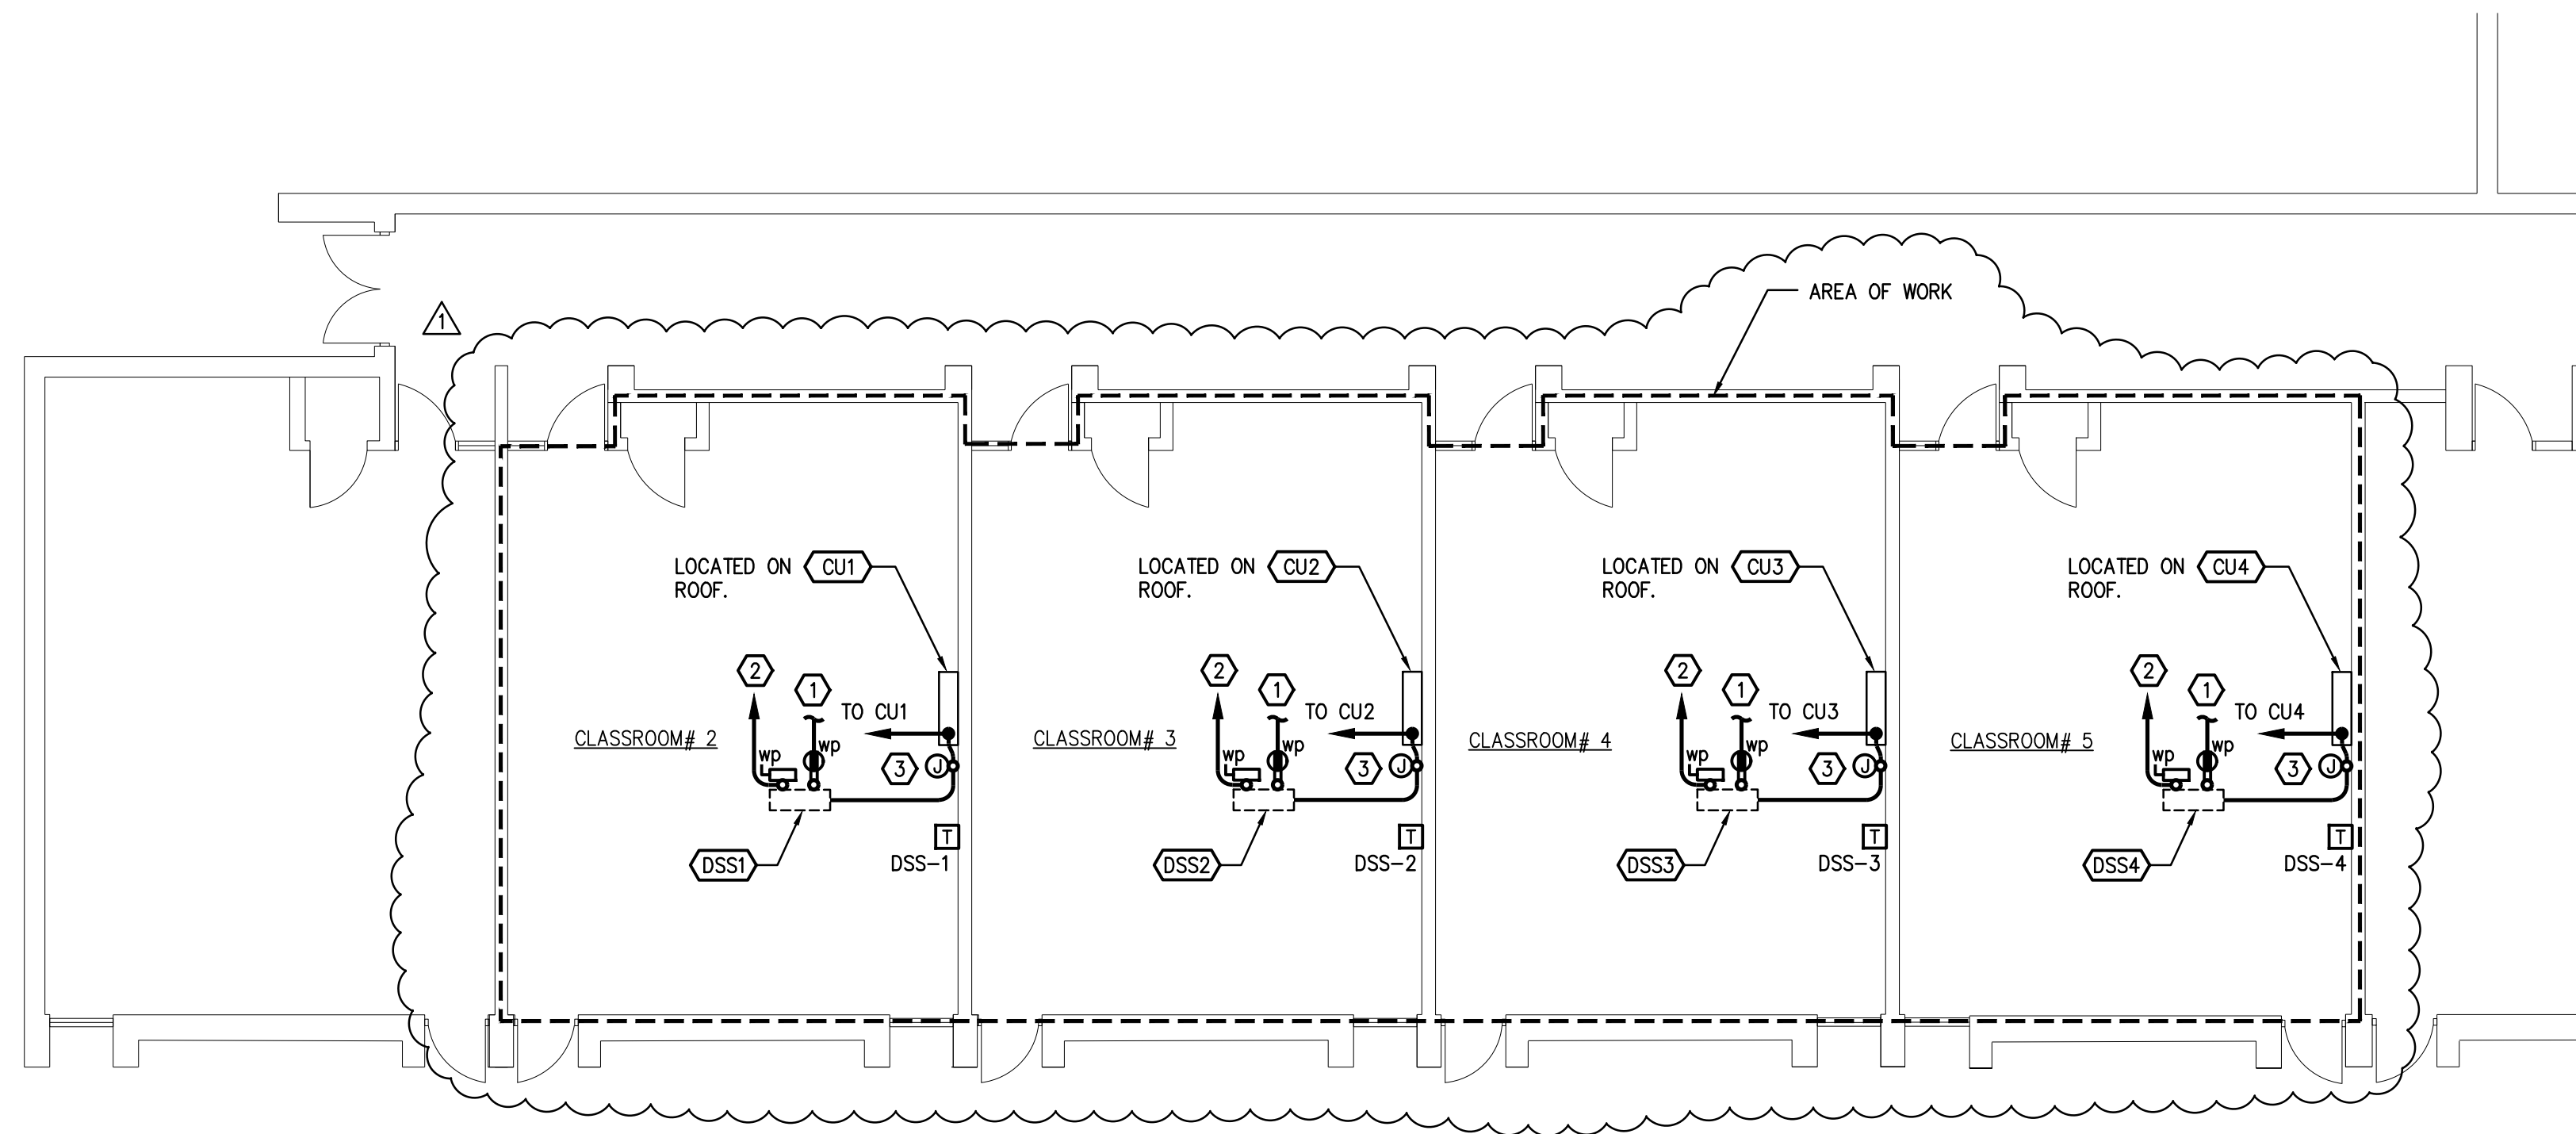 AREA OF WORK
1
LOCATED ON
ROOF.
CU1
2
1
TO CU1
CLASSROOM# 2
wp
wp
3
J
T
DSS1
DSS-1
LOCATED ON
ROOF.
CU2
2
1
TO CU2
CLASSROOM# 3
wp
wp
3
J
T
DSS2
DSS-2
LOCATED ON
ROOF.
CU3
2
1
TO CU3
CLASSROOM# 4
wp
wp
3
J
T
DSS3
DSS-3
LOCATED ON
ROOF.
CU4
2
1
TO CU4
CLASSROOM# 5
wp
wp
3
J
T
DSS4
DSS-4